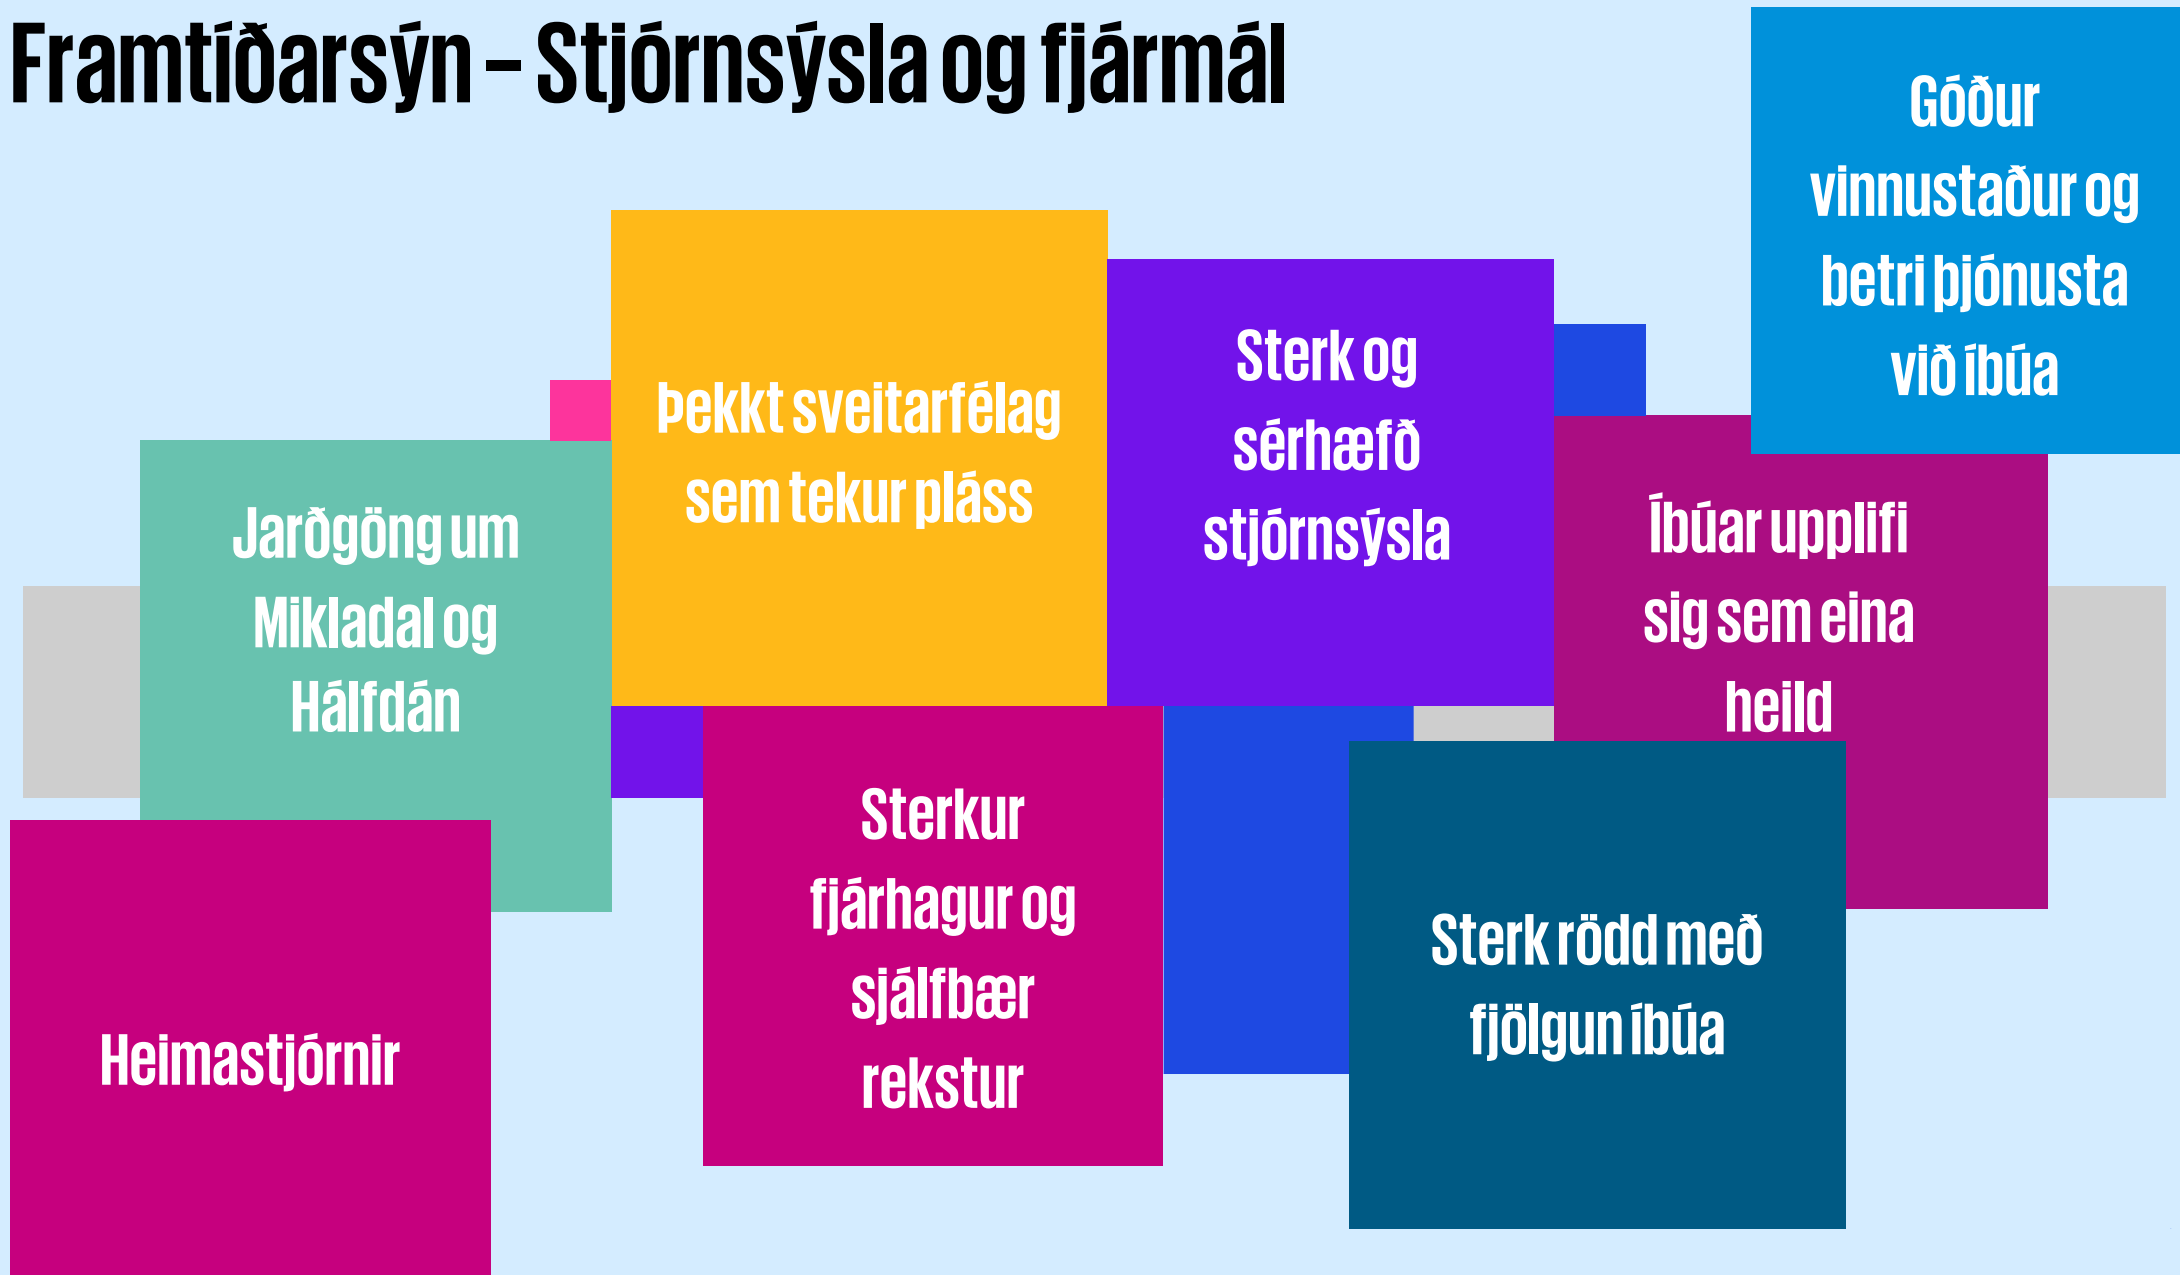 Framtíðarsýn – Stjórnsýsla og fjármál
Góður
vinnustaður og
betri þjónusta
við íbúa
Þekkt sveitarfélag
sem tekur pláss
Sterk og
sérhæfð
stjórnsýsla
Jarðgöng um
Mikladal og
Hálfdán
Íbúar upplifi
sig sem eina
heild
Sterkur
fjárhagur og
sjálfbær
rekstur
Sterk rödd með
fjölgun íbúa
Heimastjórnir